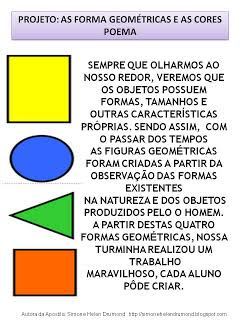 PROJETO: AS FORMA GEOMÉTRICAS E AS CORES
POEMA
SEMPRE QUE OLHARMOS AO
NOSSO REDOR, VEREMOS QUE
OS OBJETOS POSSUEM
FORMAS, TAMANHOS E
OUTRAS CARACTERÍSTICAS
PRÓPRIAS. SENDO ASSIM, COM
O PASSAR DOS TEMPOS
AS FIGURAS GEOMÉTRICAS
FORAM CRIADAS A PARTIR DA
OBSERVAÇÃO DAS FORMAS
EXISTENTES
NA NATUREZA E DOS OBJETOS
PRODUZIDOS PELO O HOMEM.
A PARTIR DESTAS QUATRO
FORMAS GEOMÉTRICAS, NOSSA
TURMINHA REALIZOU UM
TRABALHO
MARAVILHOSO, CADA ALUNO
PÔDE CRIAR.
Autora da Apostila: Simone Helen Drumond http://simonehelendrumond.blogspot.com